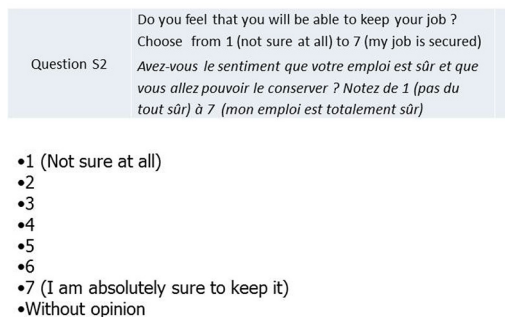 Question S2
Do you feel that you will be able to keep your job ?
Choose from 1 (not sure at all) to 7 (my job is secured)
Avez-vous le sentiment que votre emploi est sûr et que
vous allez pouvoir le conserver ? Notez de 1 (pas du
tout sûr) à 7 (mon emploi est totalement sûr)
•1 (Not sure at all)
•2
•3
•4
•5
•6
•7 (I am absolutely sure to keep it)
•Without opinion